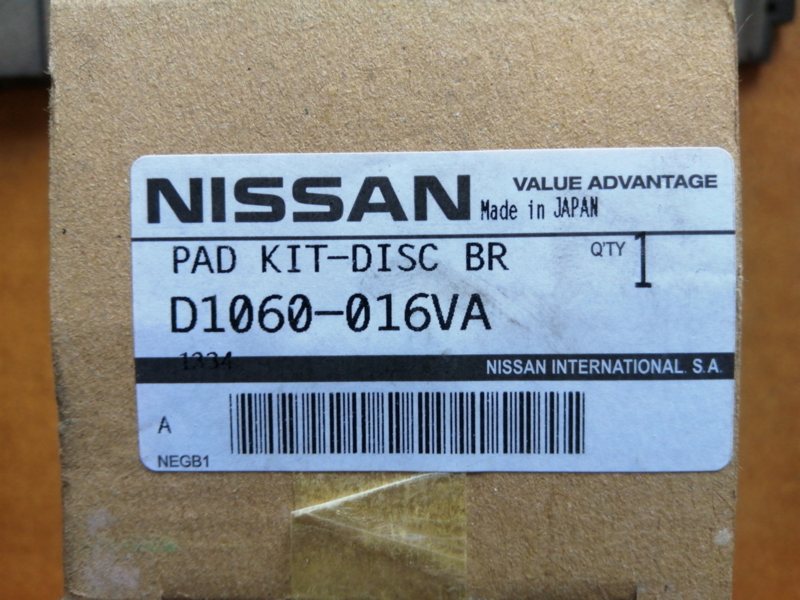 NISSAN VALUE ADVANTAGE
Made in JAPAN
PAD KIT-DISC BR Q'TY 1
D1060-016VA
1334
NISSAN INTERNATIONAL. S.A.
A
NEGB1